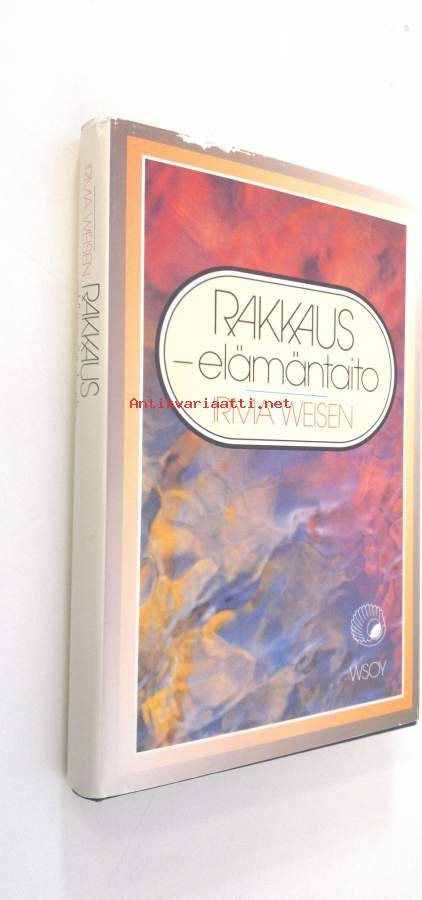 RAKKAUS
–elämäntaito
IRMA WEISEN
Antikvariaatti.net
WSOY
IRMA WEISEN RAKKAUS